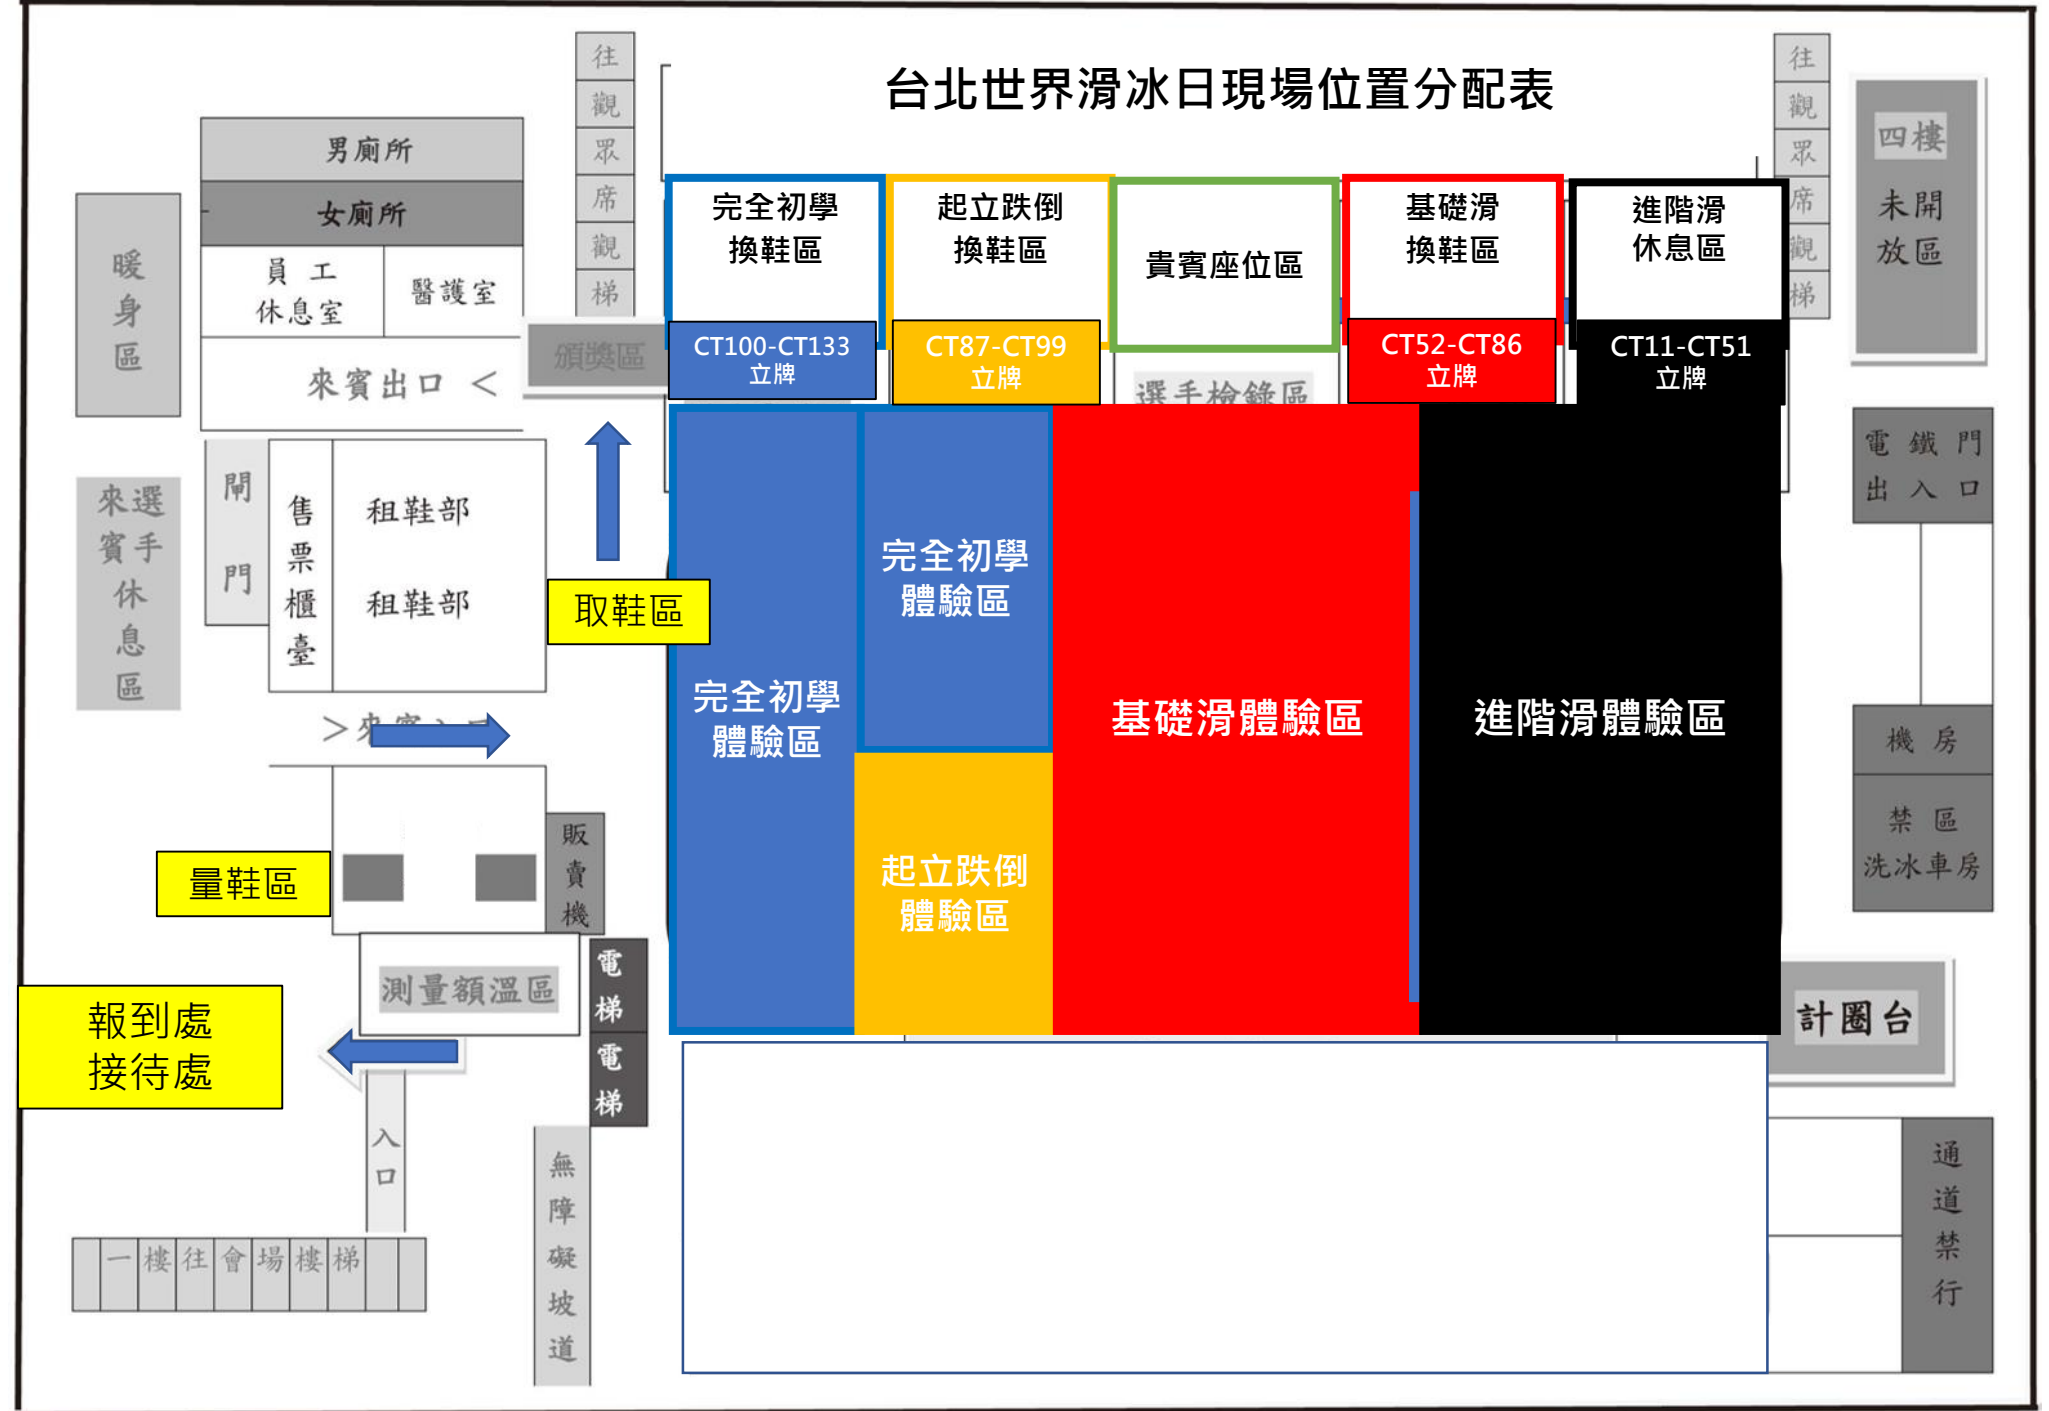 台北世界滑冰日現場位置分配表
往觀眾席觀梯
往觀眾席觀梯
四樓
未開
放區
男廁所
女廁所
員工
休息室
醫護室
暖身區
來賓出口 <
頒獎區
完全初學
換鞋區
起立跌倒
換鞋區
貴賓座位區
基礎滑
換鞋區
進階滑
休息區
CT100-CT133
立牌
CT87-CT99
立牌
CT52-CT86
立牌
CT11-CT51
立牌
選手檢錄區
電鐵門
出入口
閘門
售票櫃臺
租鞋部
租鞋部
選手
來賓休息區
取鞋區
完全初學
體驗區
完全初學
體驗區
起立跌倒
體驗區
基礎滑體驗區
進階滑體驗區
>來賓入口
機房
禁區
洗冰車房
量鞋區
販賣機
測量額溫區
電梯
電梯
報到處
接待處
計圈台
入口
無障礙坡道
一樓往會場樓梯
通道禁行